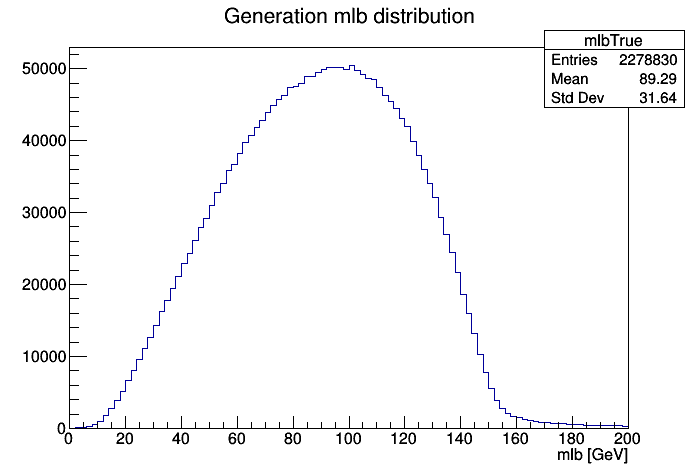 Generation mlb distribution
mlbTrue
Entries 2278830
Mean 89.29
Std Dev 31.64
50000
40000
30000
20000
10000
0
0 20 40 60 80 100 120 140 160 180 200
mlb [GeV]